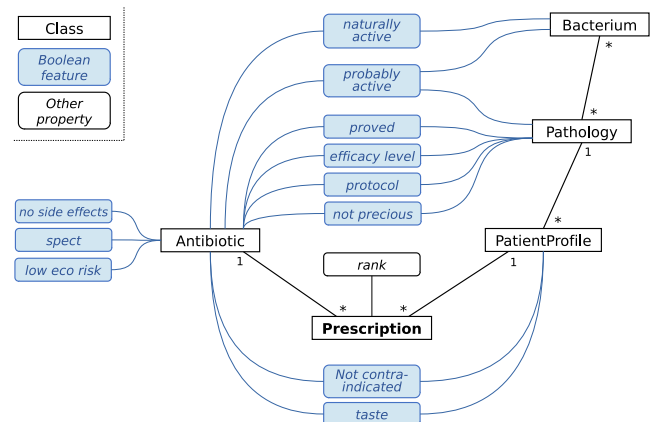 Class
Boolean
feature
Other
property
naturally
active
probably
active
proved
efficacy level
protocol
not precious
Bacterium
*
*
Pathology
1
*
PatientProfile
1
no side effects
spect
low eco risk
Antibiotic
1
rank
*
*
Prescription
Not contra-
indicated
taste